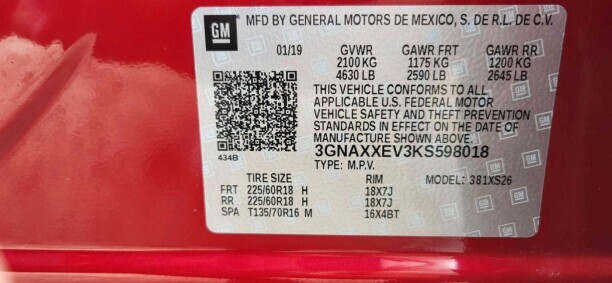 GM
MFD BY GENERAL MOTORS DE MEXICO, S. DE R.L. DE C.V.
01/19 GVWR GAWR FRT GAWR RR
2100 KG 1175 KG 1200 KG
4630 LB 2590 LB 2645 LB
THIS VEHICLE CONFORMS TO ALL
APPLICABLE U.S. FEDERAL MOTOR
VEHICLE SAFETY AND THEFT PREVENTION
STANDARDS IN EFFECT ON THE DATE OF
MANUFACTURE SHOWN ABOVE.
434B
3GNAXXEV3KS598018
TYPE: M.P.V.
TIRE SIZE RIM MODEL: 381XS26
FRT 225/60R18 H 18X7J
RR 225/60R18 H 18X7J
SPA T135/70R16 M 16X4BT